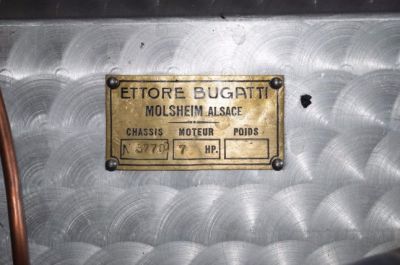 ETTORE BUGATTI
MOLSHEIM ALSACE
CHASSIS MOTEUR POIDS
N 7 HP.